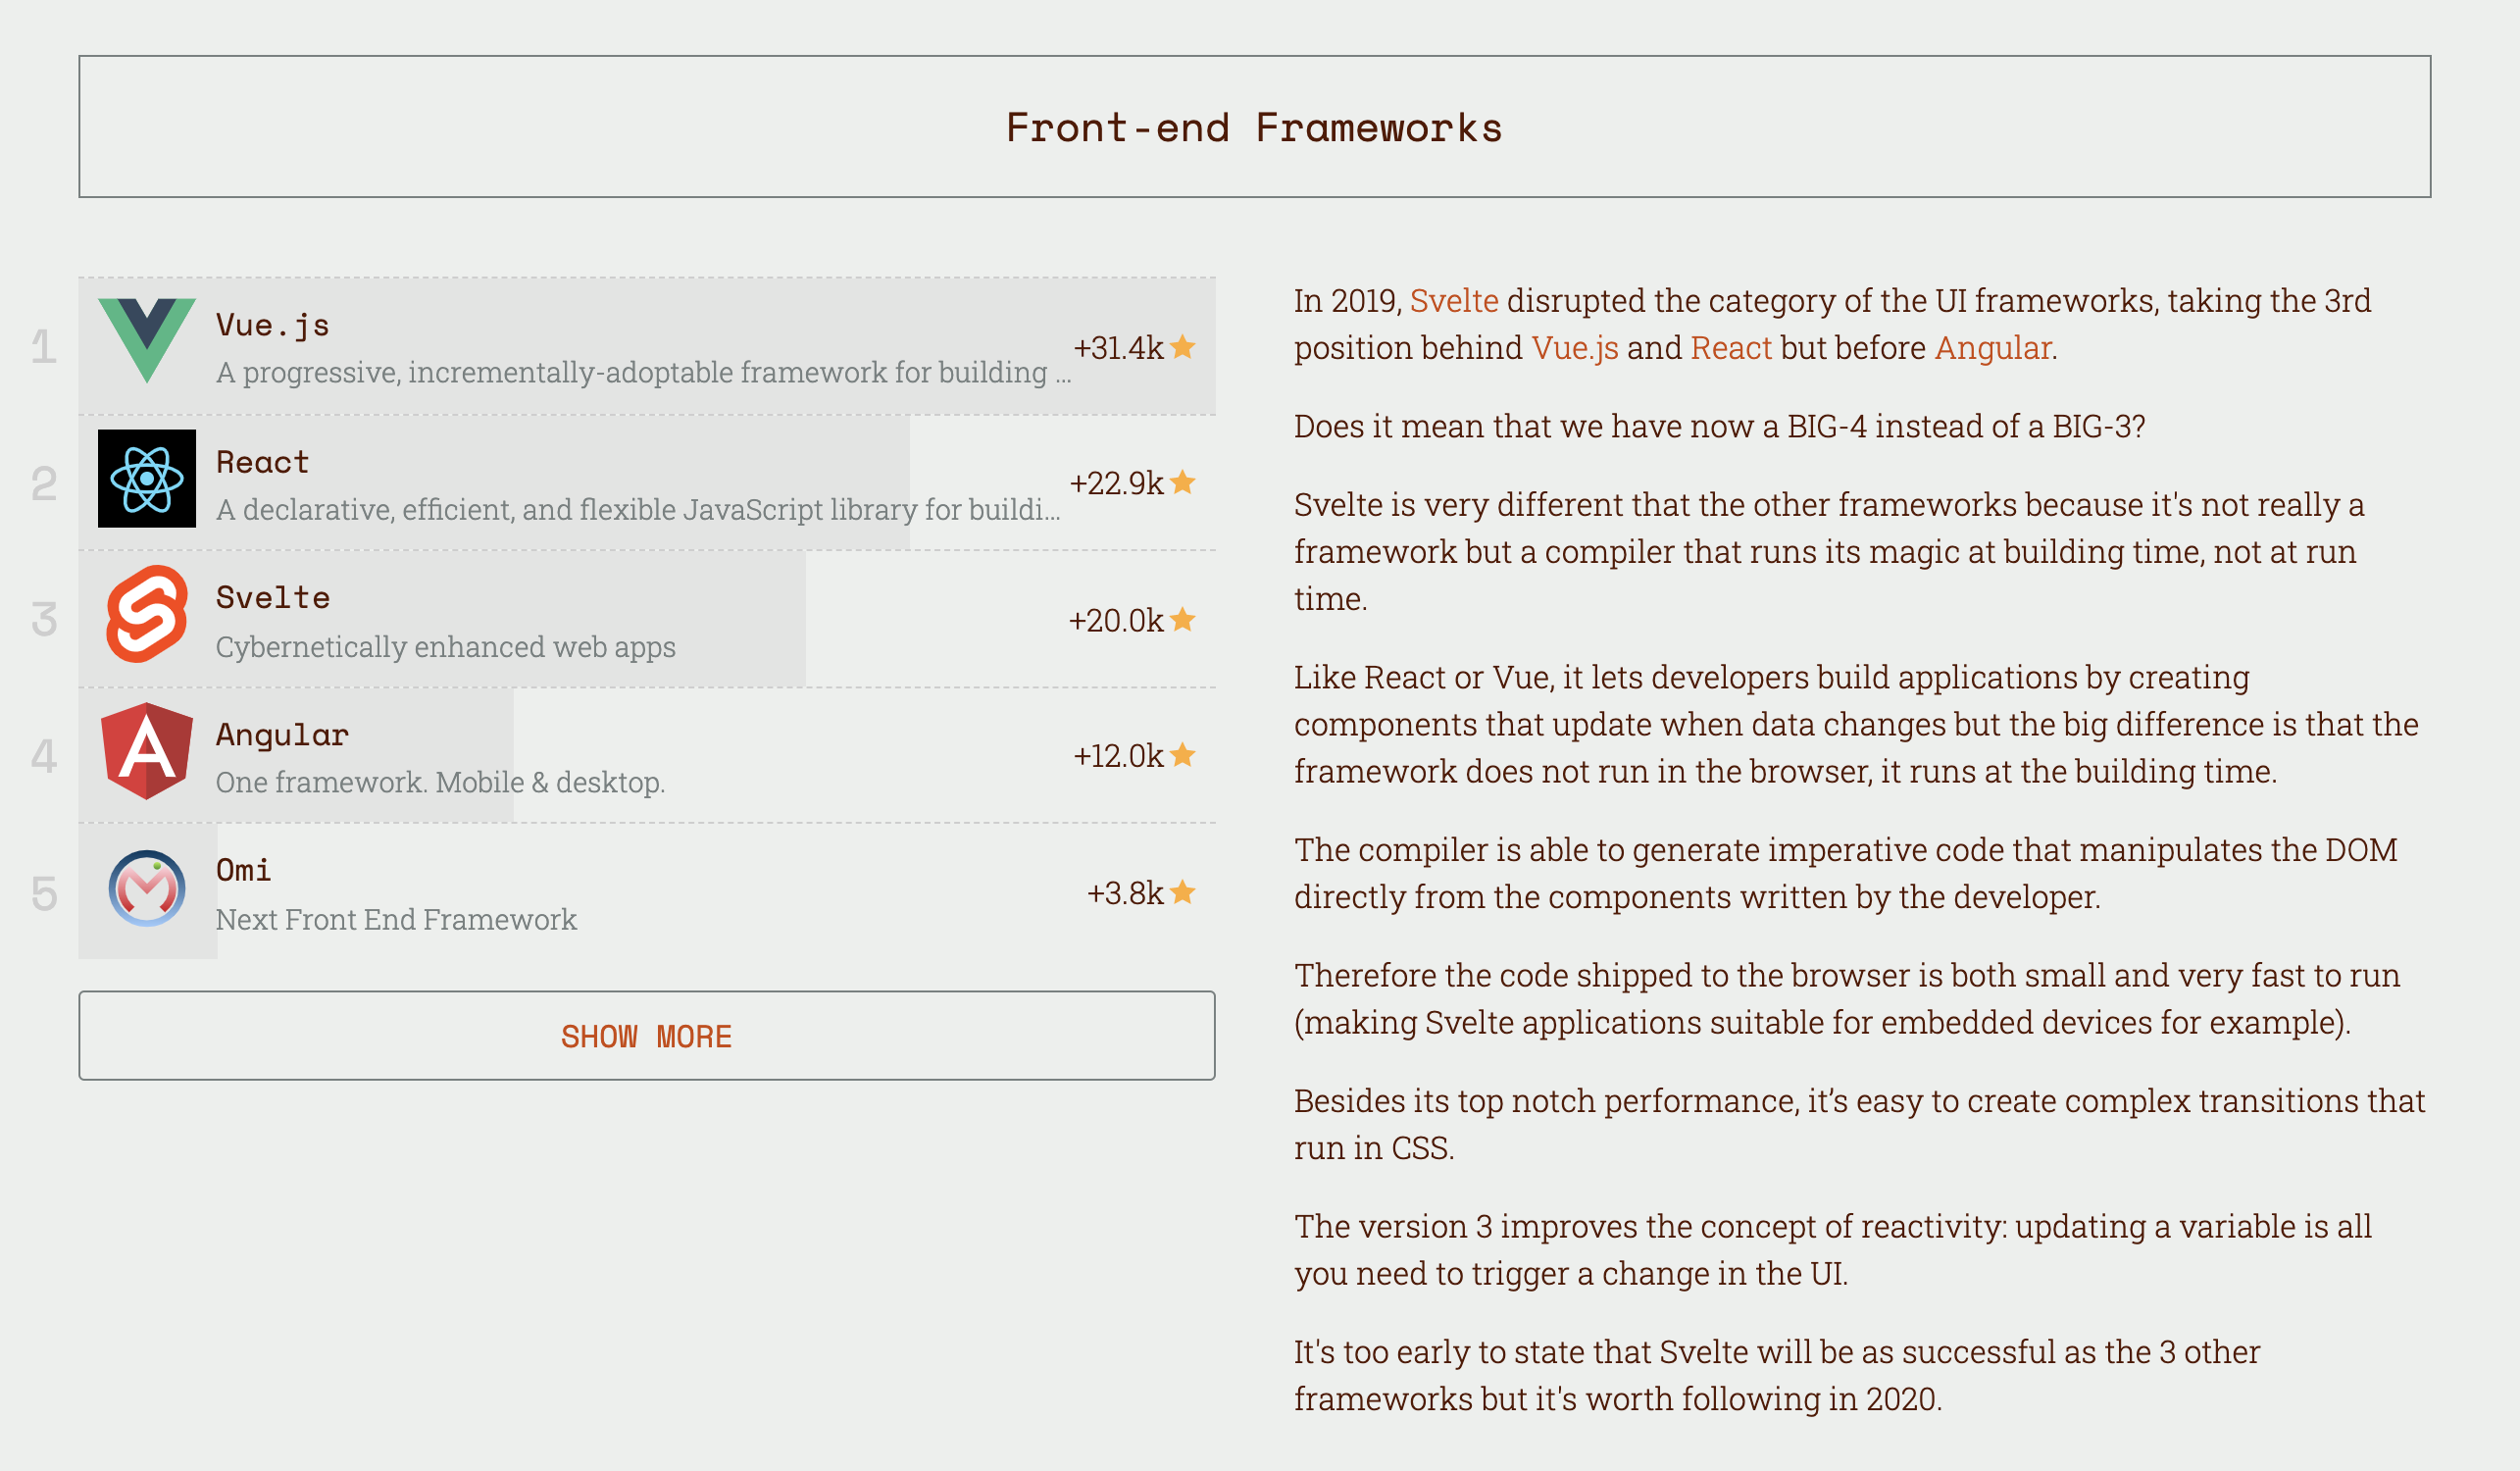 Front-end Frameworks
1
Vue.js
A progressive, incrementally-adoptable framework for building ...
+31.4k
2
React
A declarative, efficient, and flexible JavaScript library for buildi...
+22.9k
3
Svelte
Cybernetically enhanced web apps
+20.0k
4
Angular
One framework. Mobile & desktop.
+12.0k
5
Omi
Next Front End Framework
+3.8k
SHOW MORE
In 2019, Svelte disrupted the category of the UI frameworks, taking the 3rd
position behind Vue.js and React but before Angular.
Does it mean that we have now a BIG-4 instead of a BIG-3?
Svelte is very different that the other frameworks because it's not really a
framework but a compiler that runs its magic at building time, not at run
time.
Like React or Vue, it lets developers build applications by creating
components that update when data changes but the big difference is that the
framework does not run in the browser, it runs at the building time.
The compiler is able to generate imperative code that manipulates the DOM
directly from the components written by the developer.
Therefore the code shipped to the browser is both small and very fast to run
(making Svelte applications suitable for embedded devices for example).
Besides its top notch performance, it’s easy to create complex transitions that
run in CSS.
The version 3 improves the concept of reactivity: updating a variable is all
you need to trigger a change in the UI.
It's too early to state that Svelte will be as successful as the 3 other
frameworks but it's worth following in 2020.